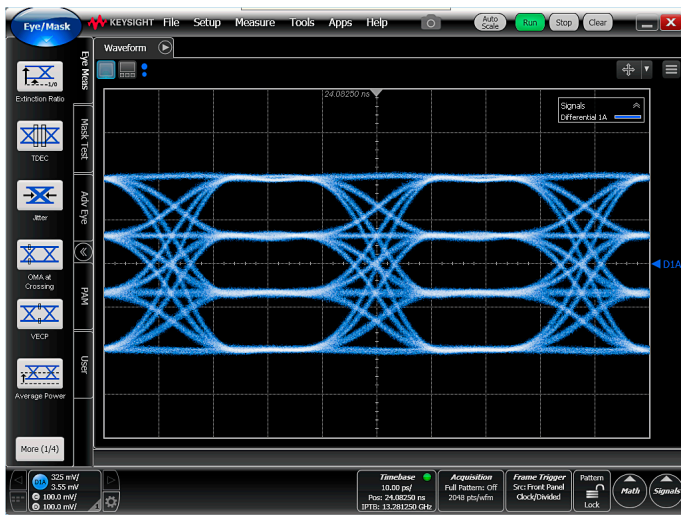 Eye/Mask
KEYSIGHT File Setup Measure Tools Apps Help
Auto
Scale
Run
Stop
Clear
Waveform
Eye Meas
Mask Test
Adv Eye
PAM
User
Extinction Ratio
TDEC
Jitter
OMA at
Crossing
VECP
Average Power
More (1/4)
24.08250 ns
Signals
Differential 1A
D1A
D1A
325 mV/
3.55 mV
C 100.0 mV/
D 100.0 mV/
Timebase
10.00 ps/
Pos: 24.08250 ns
IPTB: 13.281250 GHz
Acquisition
Full Pattern: Off
2048 pts/wfm
Frame Trigger
Src: Front Panel
Clock/Divided
Pattern
Lock
Math
Signals